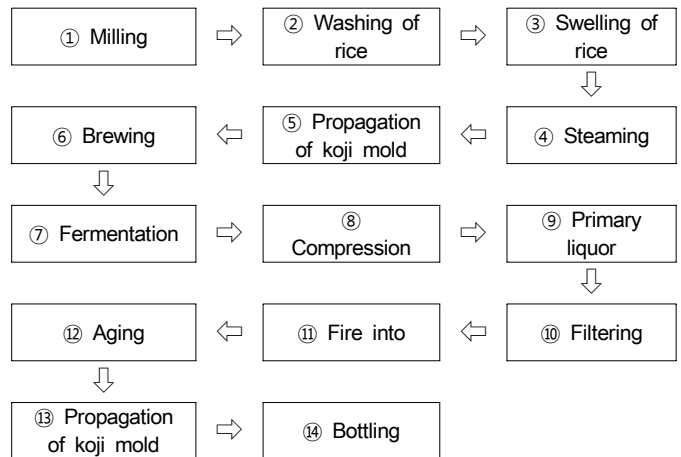 ① Milling
② Washing of
rice
③ Swelling of
rice
④ Steaming
⑤ Propagation
of koji mold
⑥ Brewing
⑦ Fermentation
⑧
Compression
⑨ Primary
liquor
⑩ Filtering
⑪ Fire into
⑫ Aging
⑬ Propagation
of koji mold
⑭ Bottling